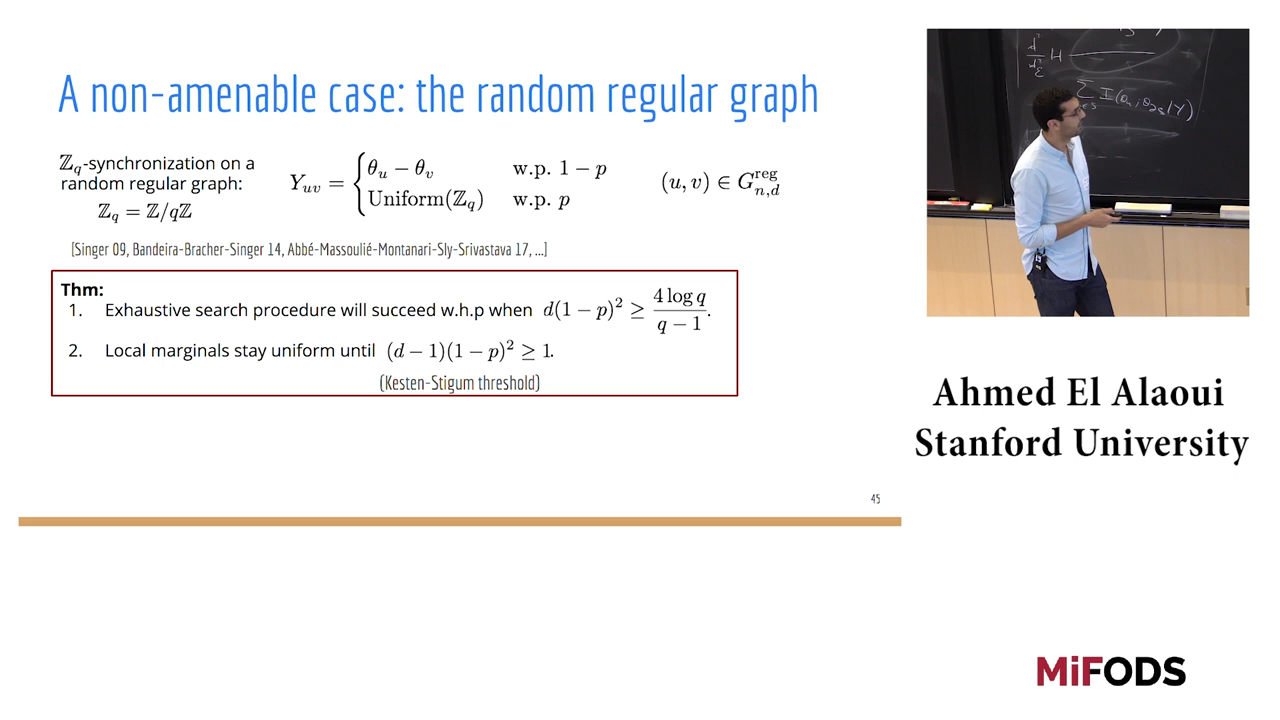 A non-amenable case: the random regular graph
ℤ_q-synchronization on a
random regular graph:
ℤ_q = ℤ/qℤ
Y_{uv} = { θ_u − θ_v w.p. 1 − p
Uniform(ℤ_q) w.p. p
(u, v) ∈ G_{n,d}^{reg}
[Singer 09, Bandeira-Bracher-Singer 14, Abbé-Massoulié-Montanari-Sly-Srivastava 17, ...]
Thm:
1. Exhaustive search procedure will succeed w.h.p when d(1 − p)² ≥ (4 log q)/(q − 1).
2. Local marginals stay uniform until (d − 1)(1 − p)² ≥ 1.
(Kesten-Stigum threshold)
45
Ahmed El Alaoui
Stanford University
MiFODS